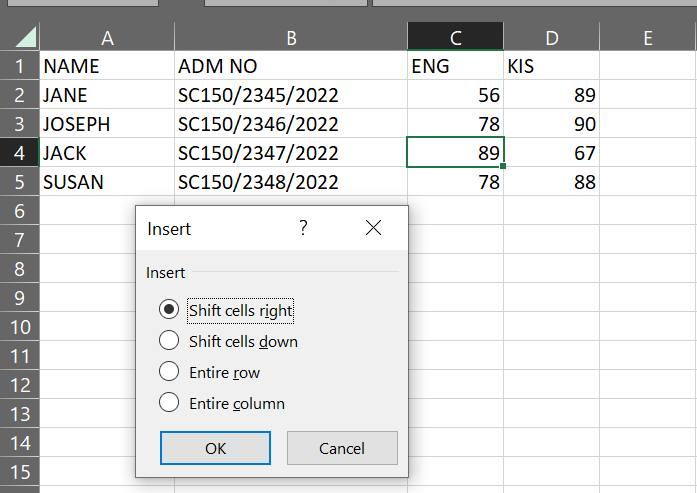 A B C D E
1 NAME ADM NO ENG KIS
2 JANE SC150/2345/2022 56 89
3 JOSEPH SC150/2346/2022 78 90
4 JACK SC150/2347/2022 89 67
5 SUSAN SC150/2348/2022 78 88
6
7
8
9
10
11
12
13
14
15
Insert ?
Insert
Shift cells right
Shift cells down
Entire row
Entire column
OK Cancel